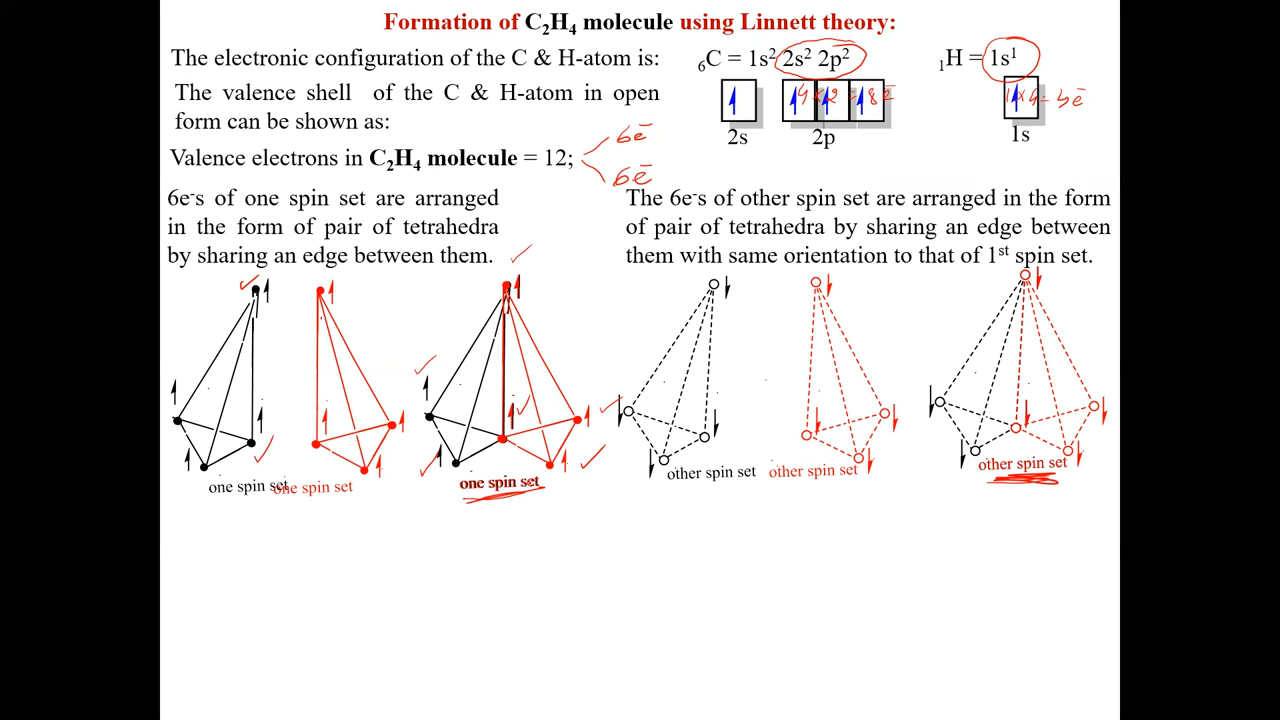 Formation of C₂H₄ molecule using Linnett theory:
The electronic configuration of the C & H-atom is: ₆C = 1s² 2s² 2p² ₁H = 1s¹
The valence shell of the C & H-atom in open
form can be shown as:
4×2 = 8e̅
1×4=
2s 2p 1s
Valence electrons in C₂H₄ molecule = 12;
6e̅
6e̅
6e⁻s of one spin set are arranged
in the form of pair of tetrahedra
by sharing an edge between them.
The 6e⁻s of other spin set are arranged in the form
of pair of tetrahedra by sharing an edge between
them with same orientation to that of 1ˢᵗ spin set.
one spin set
one spin set
one spin set
other spin set
other spin set
other spin set